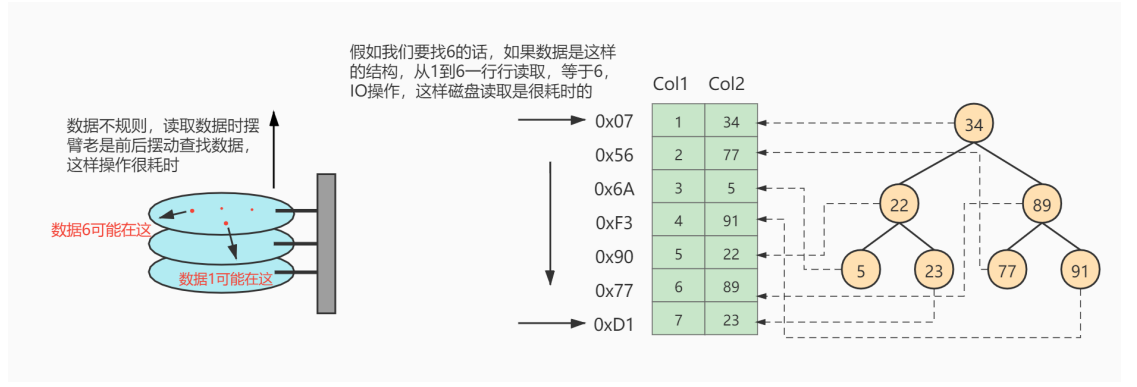 假如我们要找6的话，如果数据是这样
的结构，从1到6一行行读取，等于6，
IO操作，这样磁盘读取是很耗时的
数据不规则，读取数据时摆
臂老是前后摆动查找数据，
这样操作很耗时
数据6可能在这
数据1可能在这
Col1 Col2
0x07 1 34
0x56 2 77
0x6A 3 5
0xF3 4 91
0x90 5 22
0x77 6 89
0xD1 7 23
34
22 89
5 23 77 91